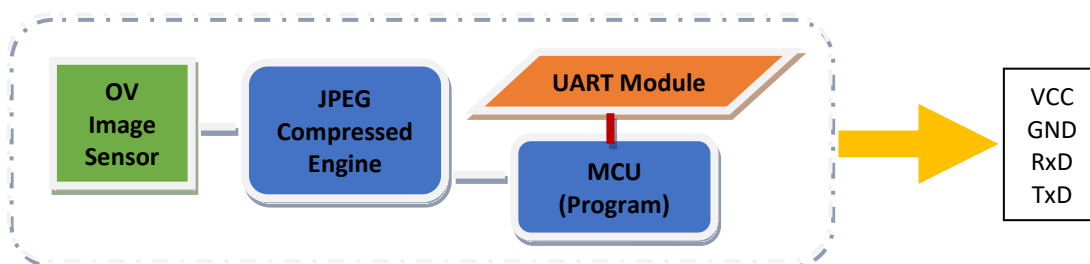 OV
Image
Sensor
JPEG
Compressed
Engine
UART Module
MCU
(Program)
VCC
GND
RxD
TxD